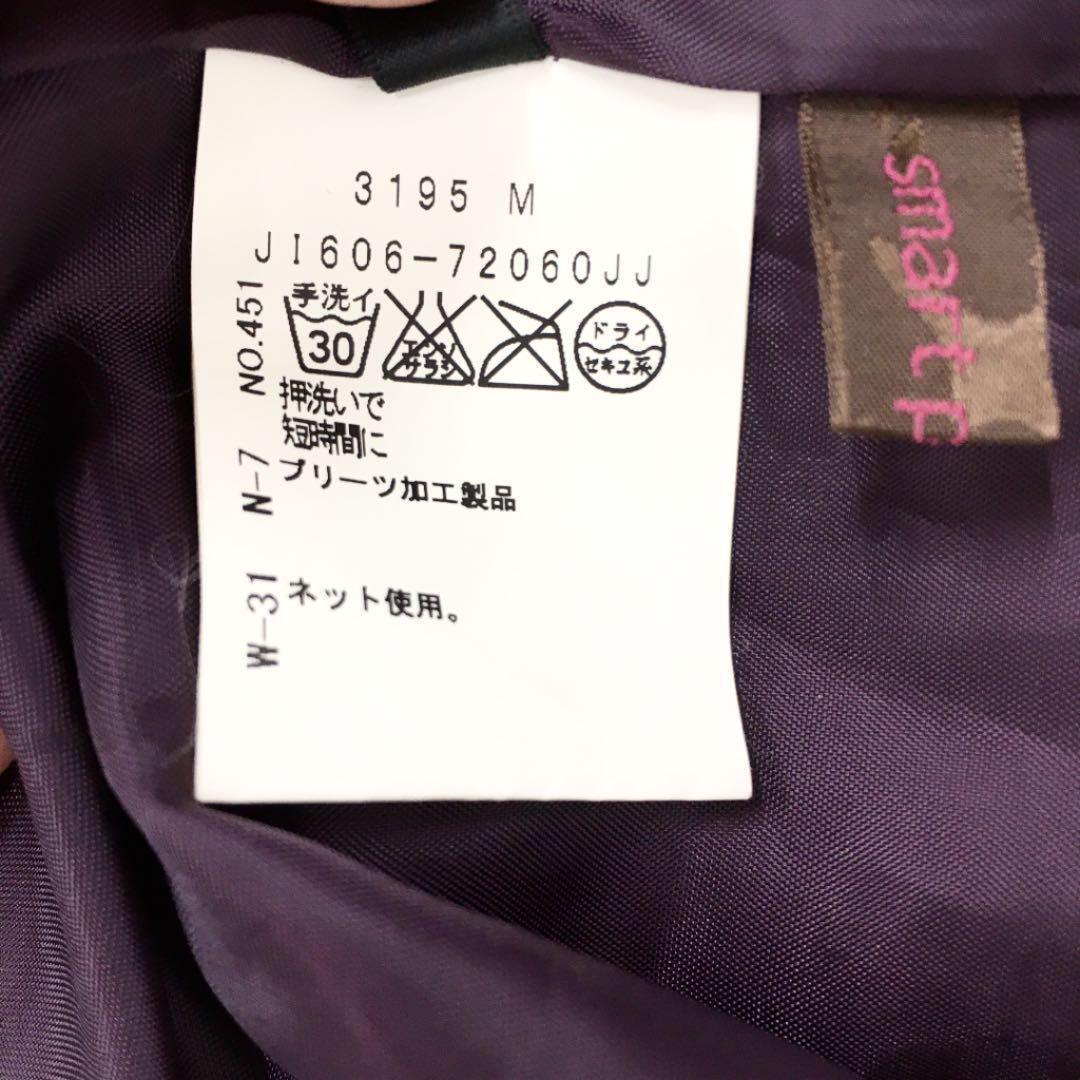 3195 M
JI606-72060JJ
手洗イ
30
エンソ
サラシ
ドライ
セキユ系
押洗いで
短時間に
プリーツ加工製品
ネット使用。
W-31 N-7 NO.451
smart p